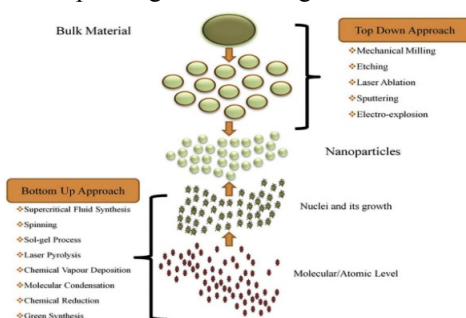 Bulk Material
Top Down Approach
❖Mechanical Milling
❖Etching
❖Laser Ablation
❖Sputtering
❖Electro-explosion
Nanoparticles
Bottom Up Approach
❖Supercritical Fluid Synthesis
❖Spinning
❖Sol-gel Process
❖Laser Pyrolysis
❖Chemical Vapour Deposition
❖Molecular Condensation
❖Chemical Reduction
❖Green Synthesis
Nuclei and its growth
Molecular/Atomic Level